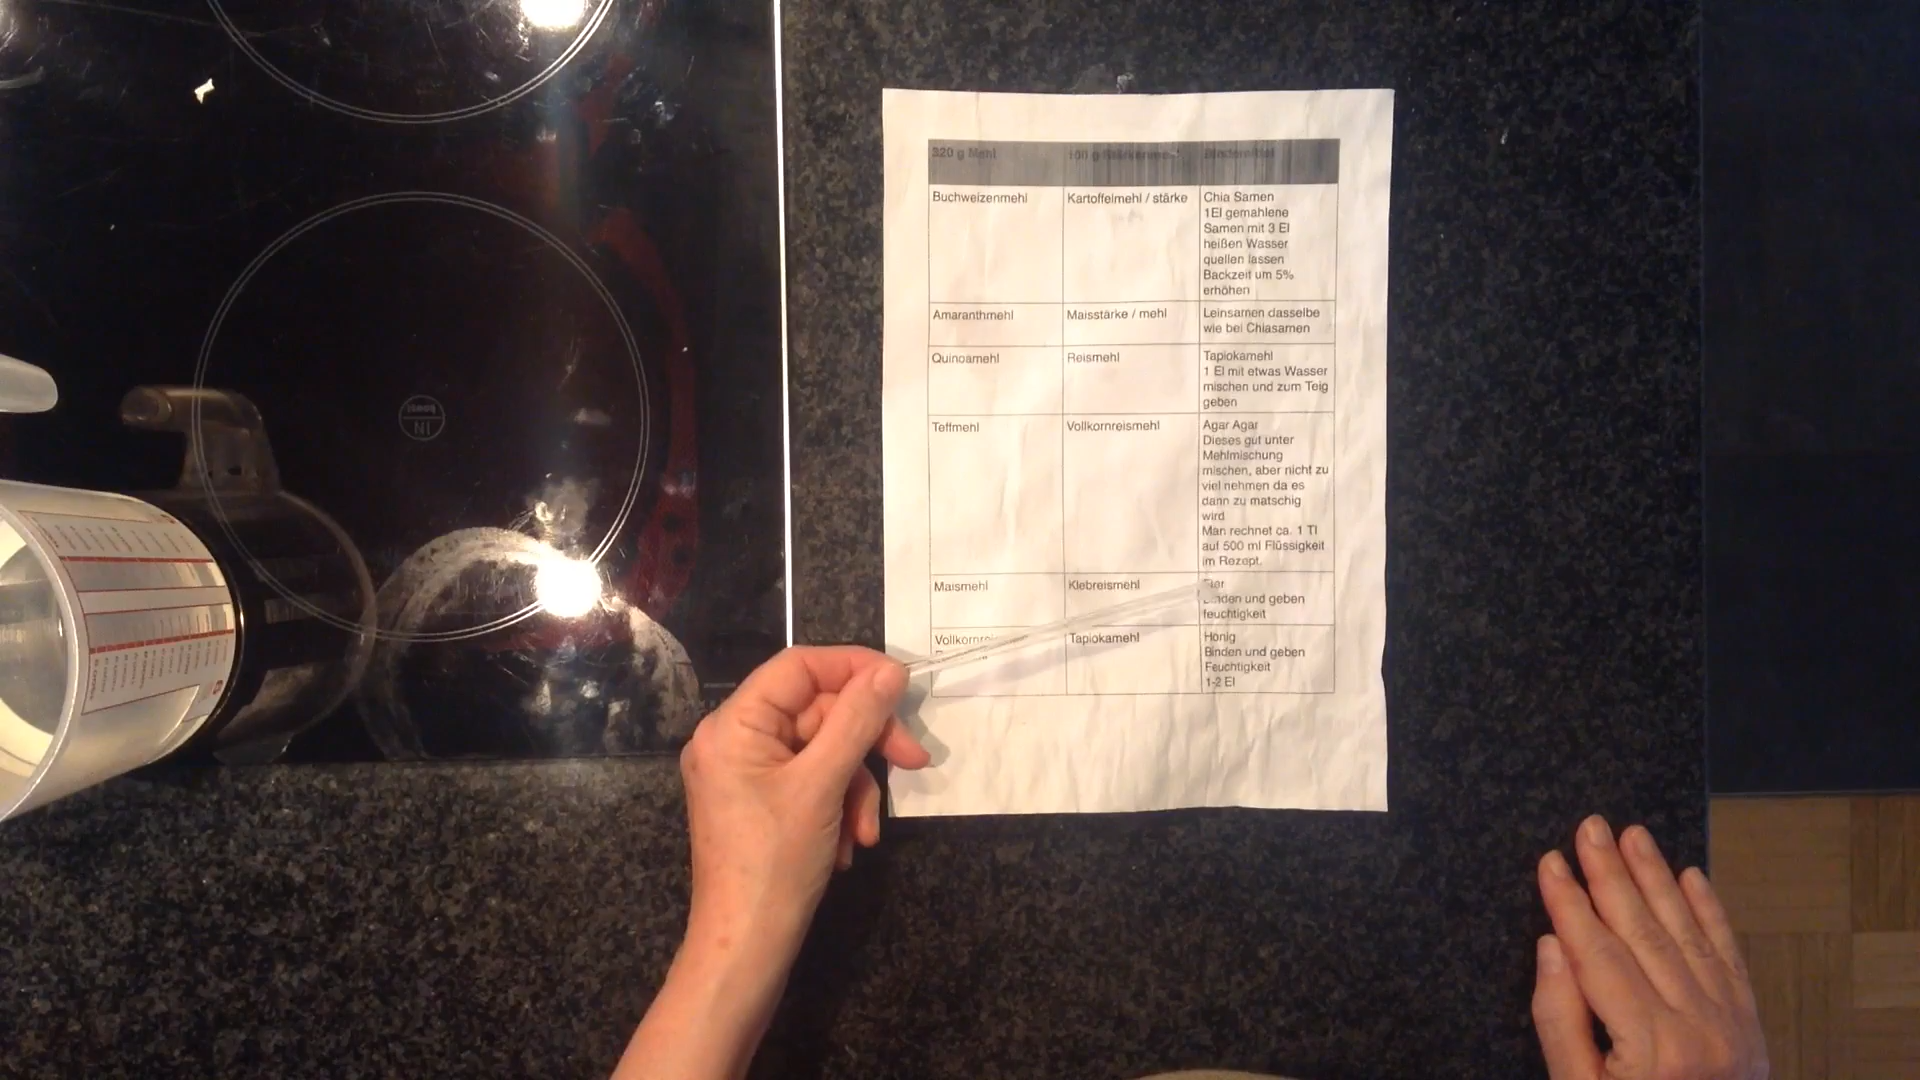 320 g Mehl
100 g Stärkemehl
Bindemittel
Buchweizenmehl
Kartoffelmehl / stärke
Chia Samen
1El gemahlene
Samen mit 3 El
heißen Wasser
quellen lassen
Backzeit um 5%
erhöhen
Amaranthmehl
Maisstärke / mehl
Leinsamen dasselbe
wie bei Chiasamen
Quinoamehl
Reismehl
Tapiokamehl
1 El mit etwas Wasser
mischen und zum Teig
geben
Teffmehl
Vollkornreismehl
Agar Agar
Dieses gut unter
Mehlmischung
mischen, aber nicht zu
viel nehmen da es
dann zu matschig
wird
Man rechnet ca. 1 Tl
auf 500 ml Flüssigkeit
im Rezept.
Maismehl
Klebreismehl
Eier
Binden und geben
feuchtigkeit
Tapiokamehl
Honig
Binden und geben
Feuchtigkeit
1-2 El